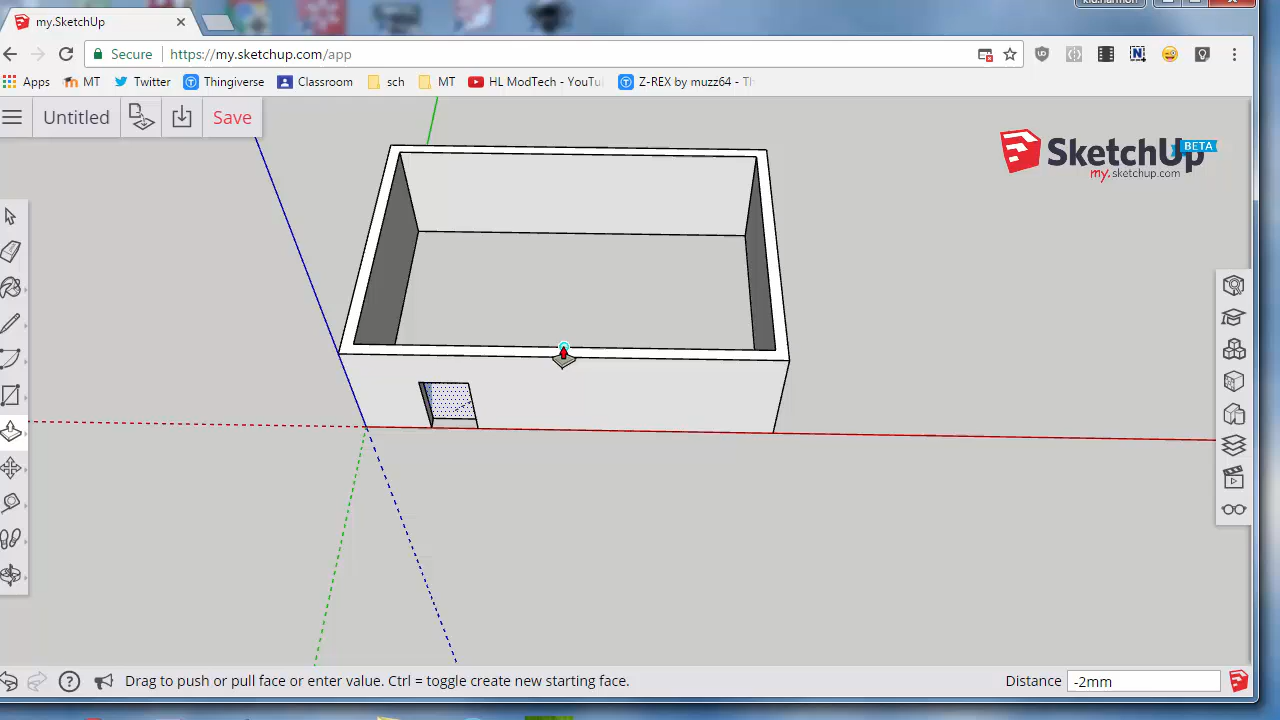 my.SketchUp
kid.harmon
Secure https://my.sketchup.com/app
Apps MT Twitter Thingiverse Classroom sch MT HL ModTech - YouTu Z-REX by muzz64 - Th
Untitled Save
SketchUp BETA
my.sketchup.com
Drag to push or pull face or enter value. Ctrl = toggle create new starting face. Distance -2mm